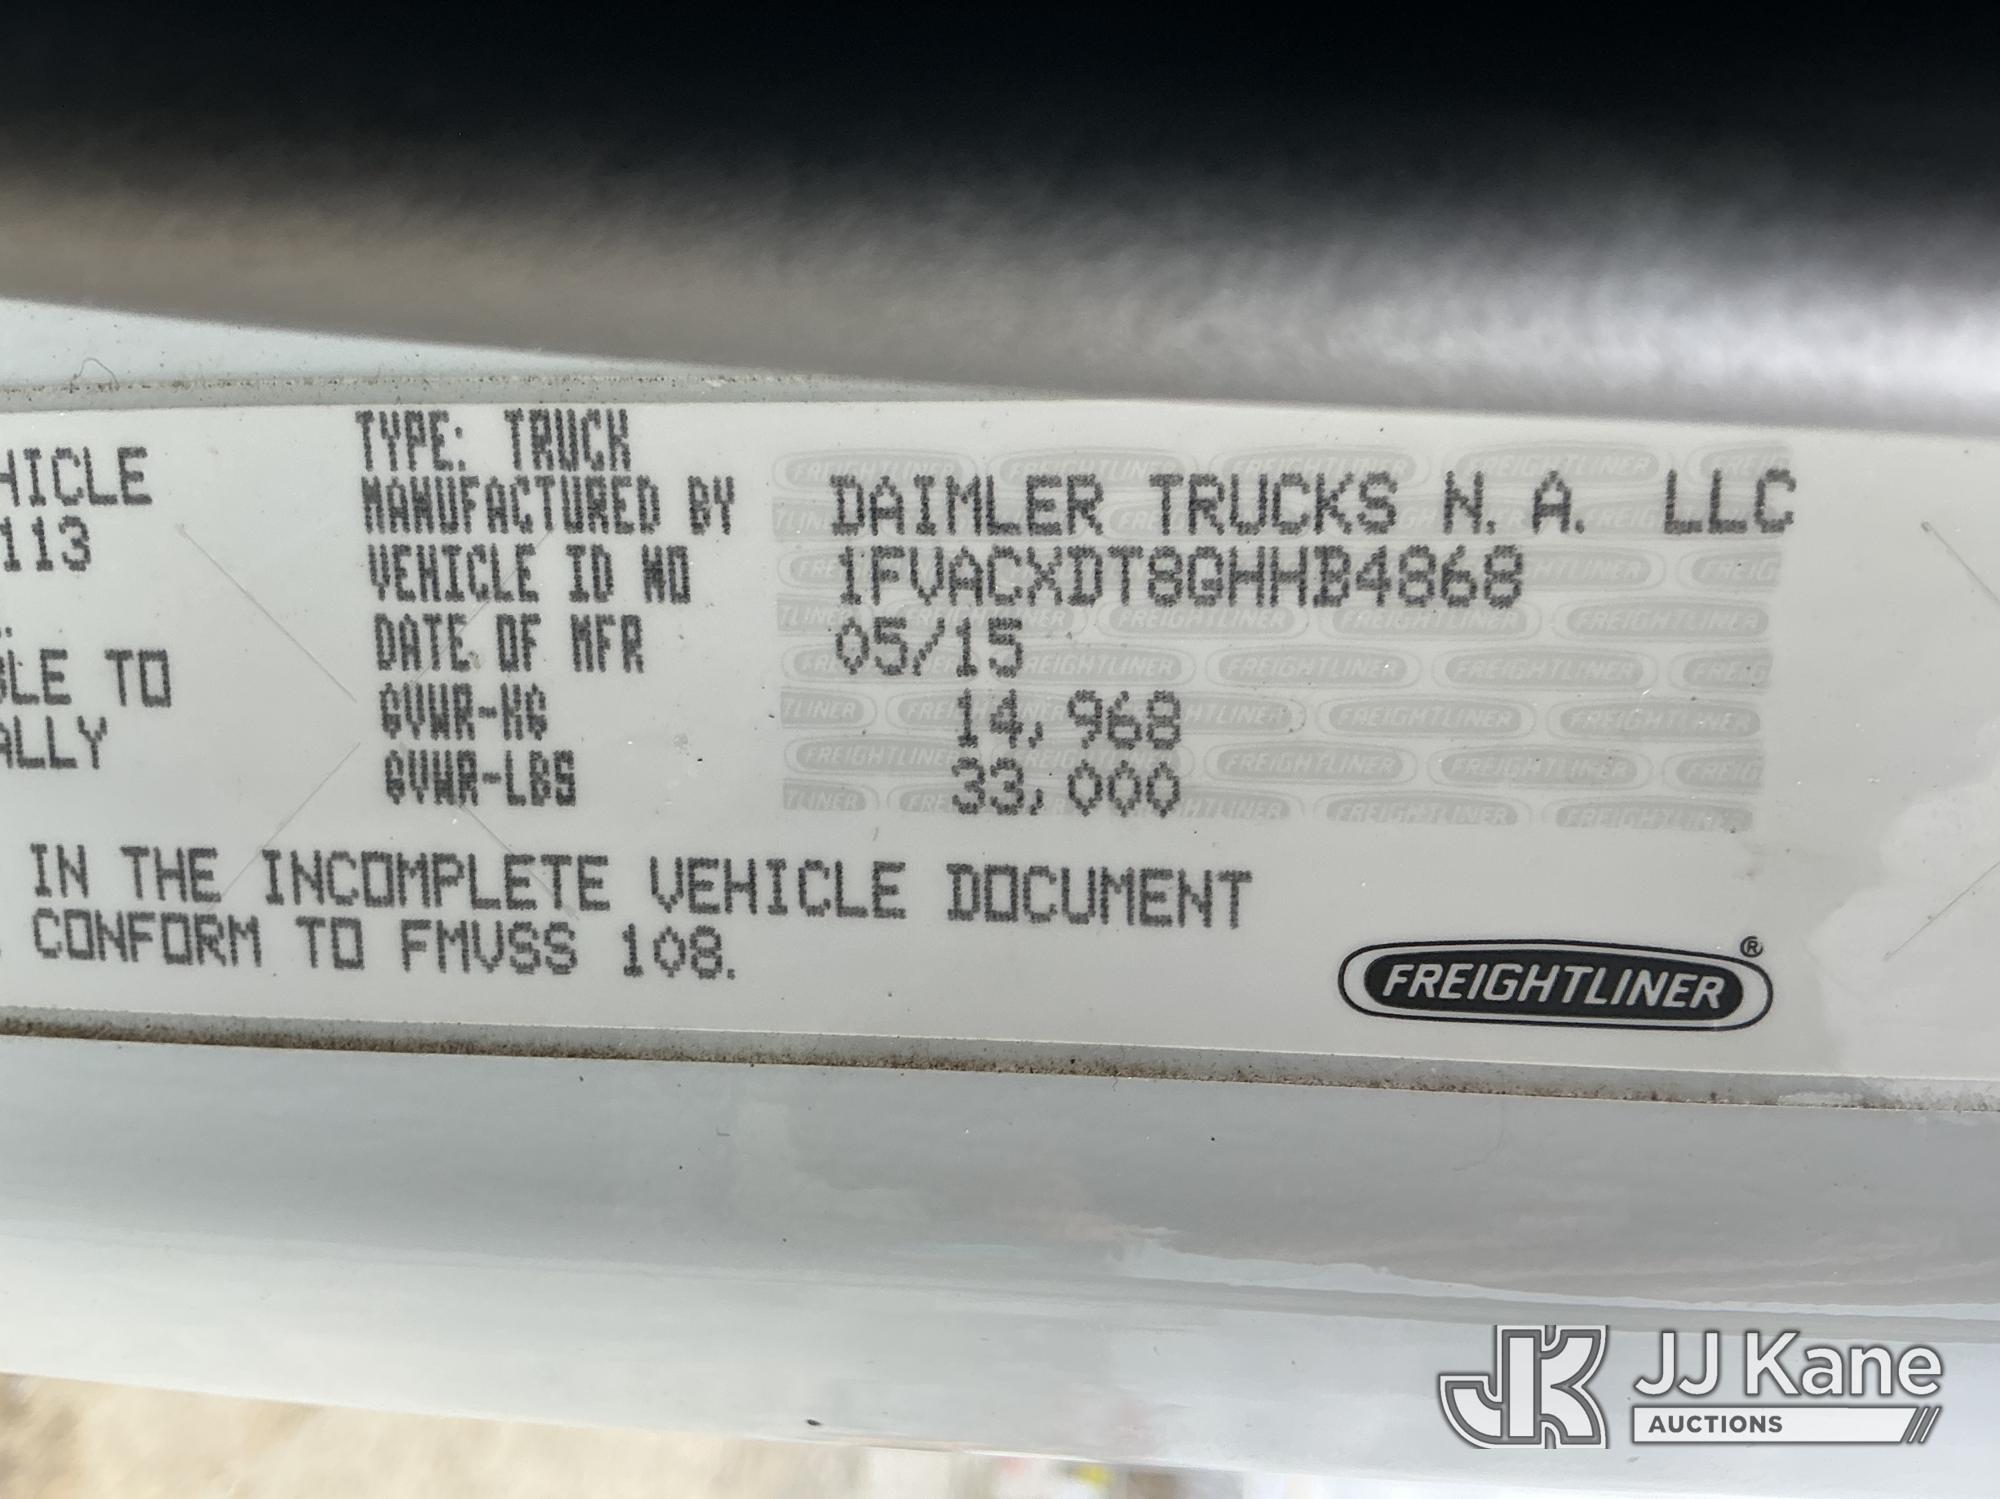 TYPE: TRUCK
HICLE MANUFACTURED BY DAIMLER TRUCKS N.A. LLC
113 VEHICLE ID NO 1FVACXDT8GHHB4868
DATE OF MFR 05/15
LE TO GVWR-KG 14,968
ALLY GVWR-LBS 33,000
IN THE INCOMPLETE VEHICLE DOCUMENT
CONFORM TO FMVSS 108.
FREIGHTLINER®
JK JJ Kane
AUCTIONS